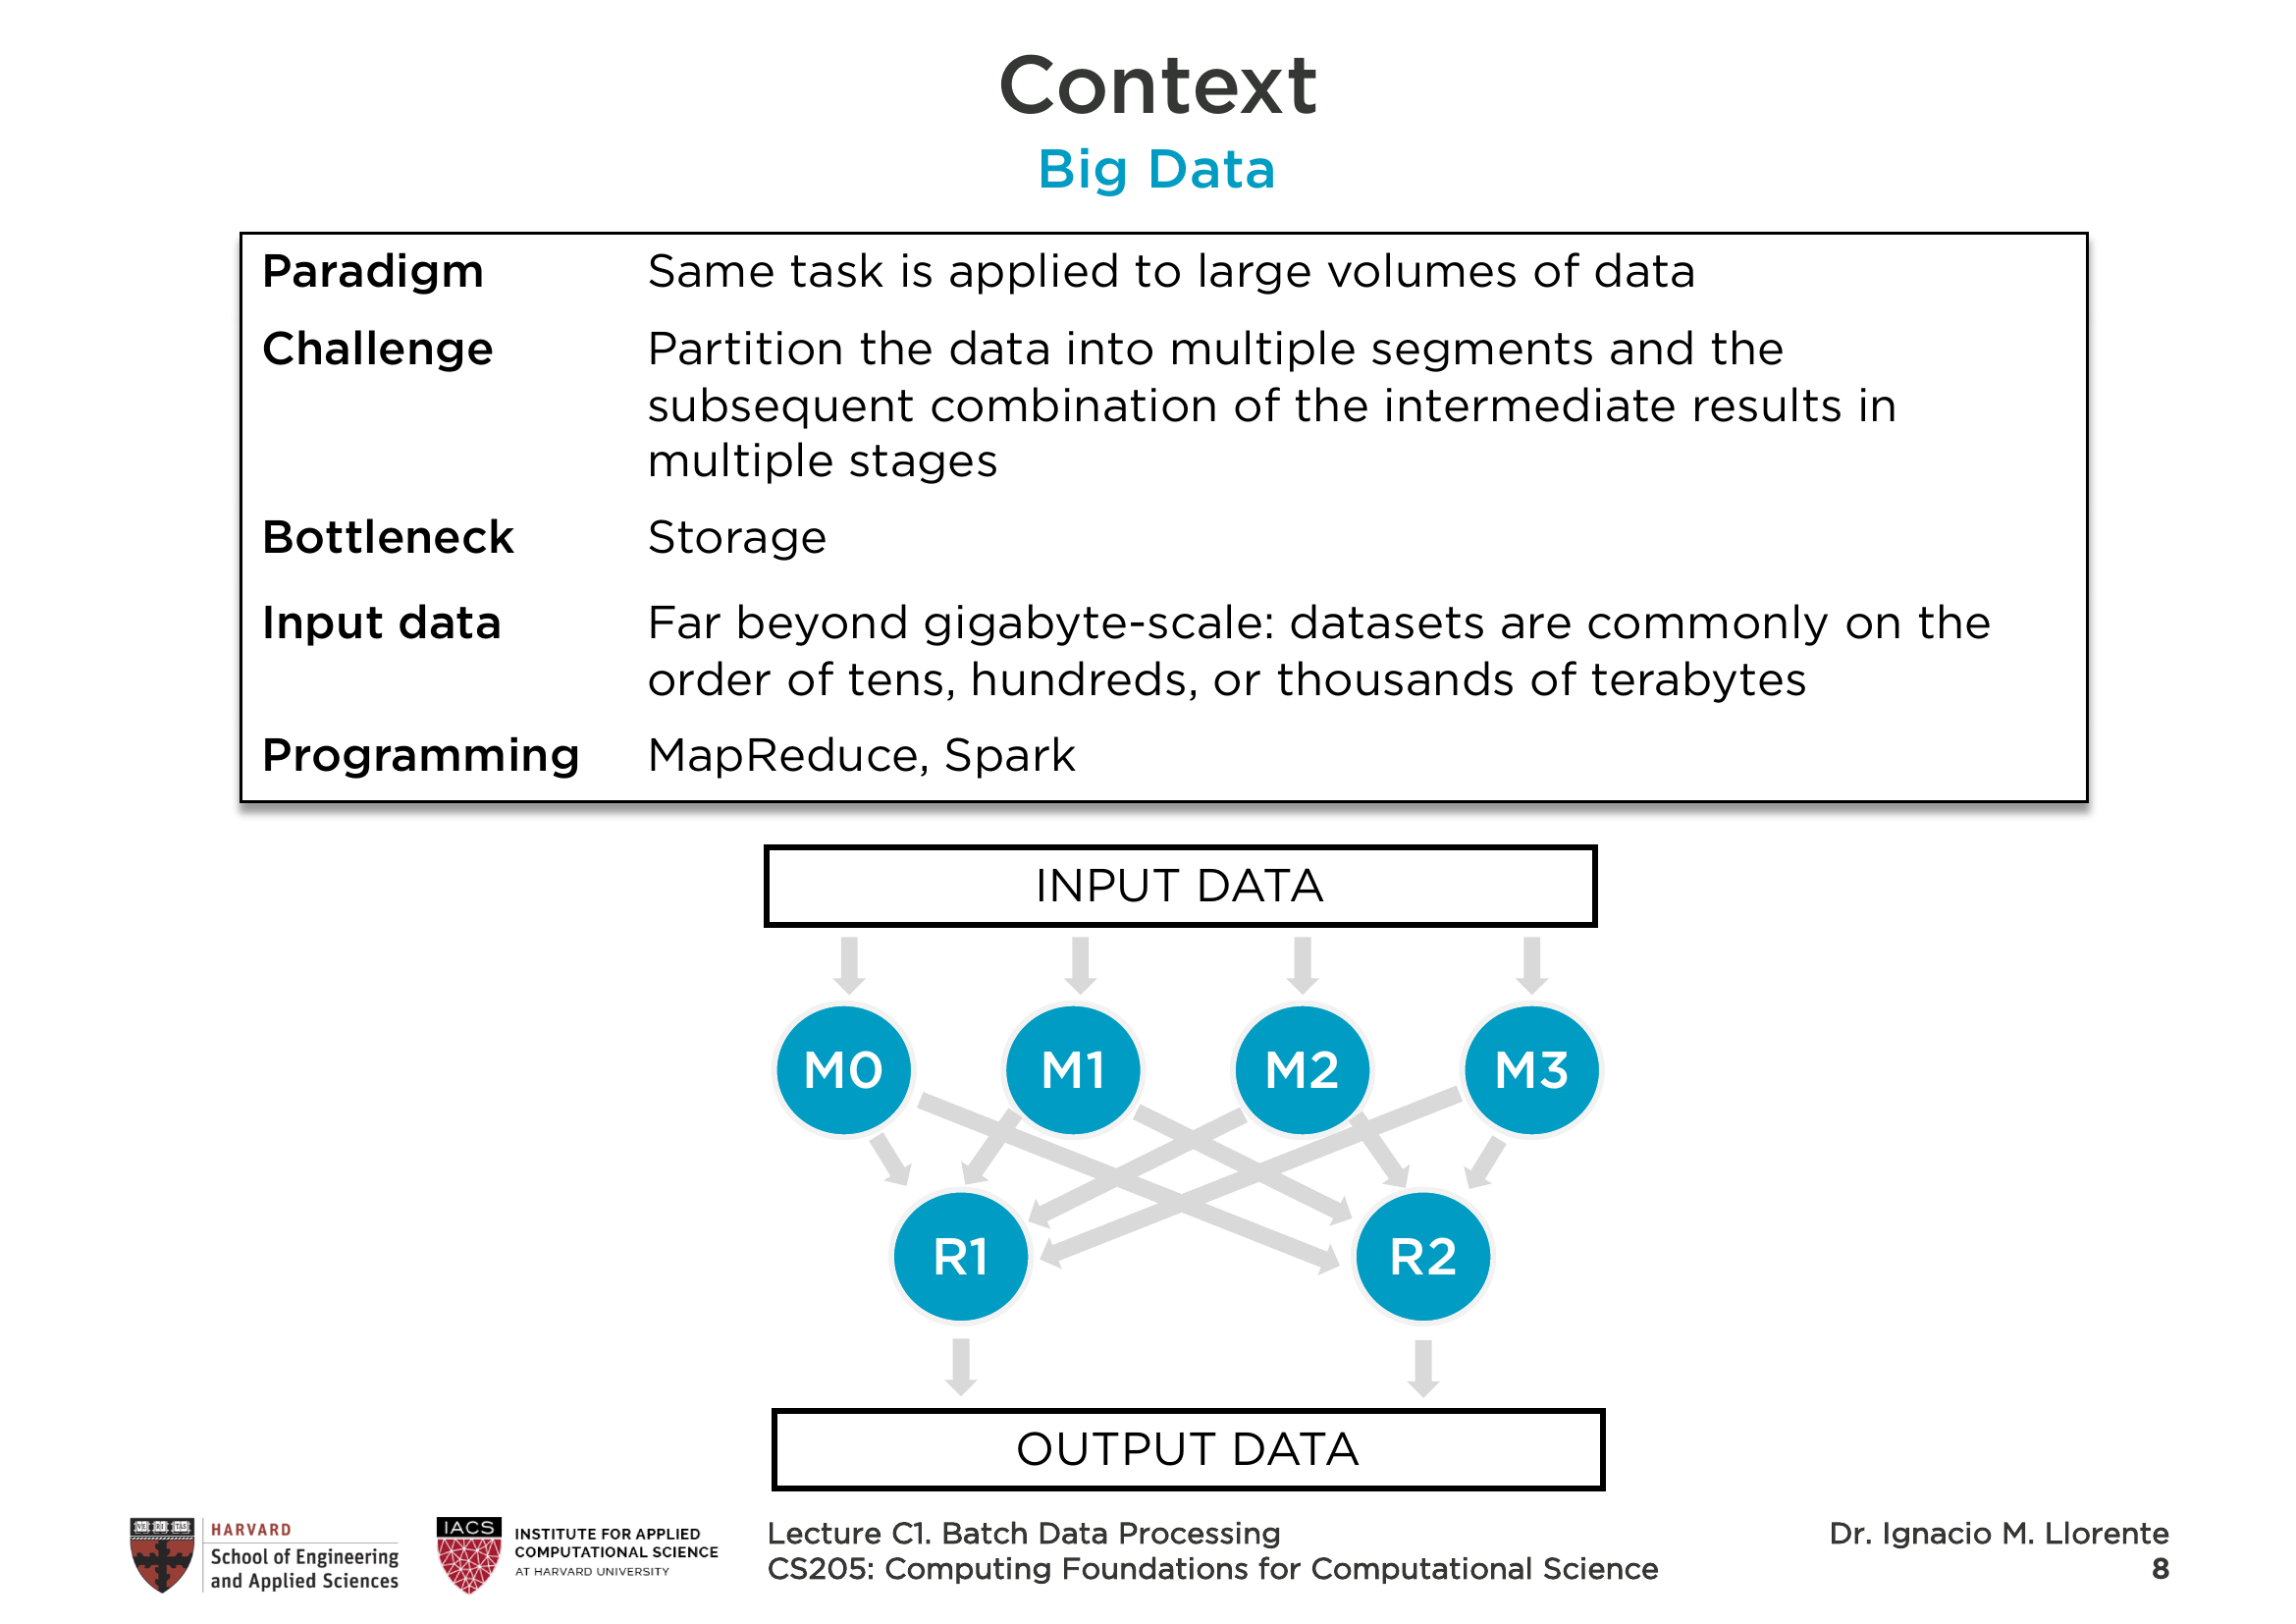 Context
Big Data
Paradigm Same task is applied to large volumes of data
Challenge Partition the data into multiple segments and the
subsequent combination of the intermediate results in
multiple stages
Bottleneck Storage
Input data Far beyond gigabyte-scale: datasets are commonly on the
order of tens, hundreds, or thousands of terabytes
Programming MapReduce, Spark
INPUT DATA
M0 M1 M2 M3
R1 R2
OUTPUT DATA
VE RI TAS
HARVARD
School of Engineering
and Applied Sciences
IACS
INSTITUTE FOR APPLIED
COMPUTATIONAL SCIENCE
AT HARVARD UNIVERSITY
Lecture C1. Batch Data Processing
CS205: Computing Foundations for Computational Science
Dr. Ignacio M. Llorente
8